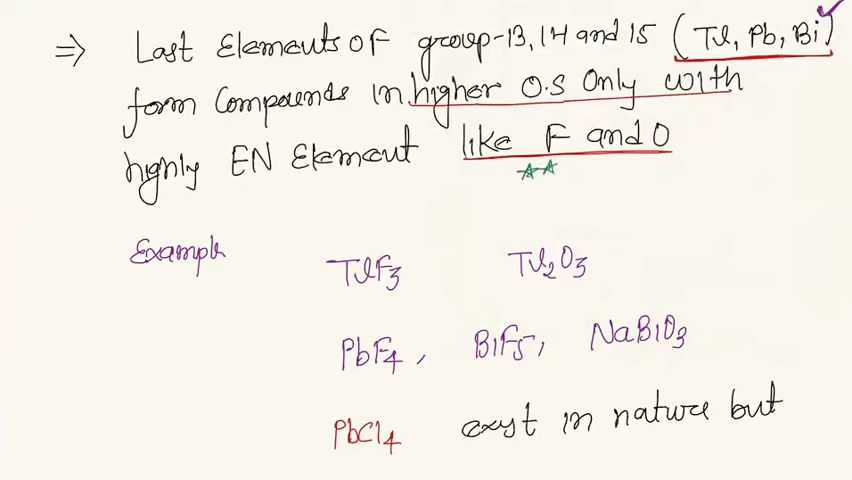 ⇒ Last Elements of group-13, 14 and 15 (Tl, Pb, Bi)
form Compounds in higher O.S Only with
highly EN Element like F and O
Example
TlF₃ Tl₂O₃
PbF₄, BiF₅, NaBiO₃
PbCl₄ exist in nature but